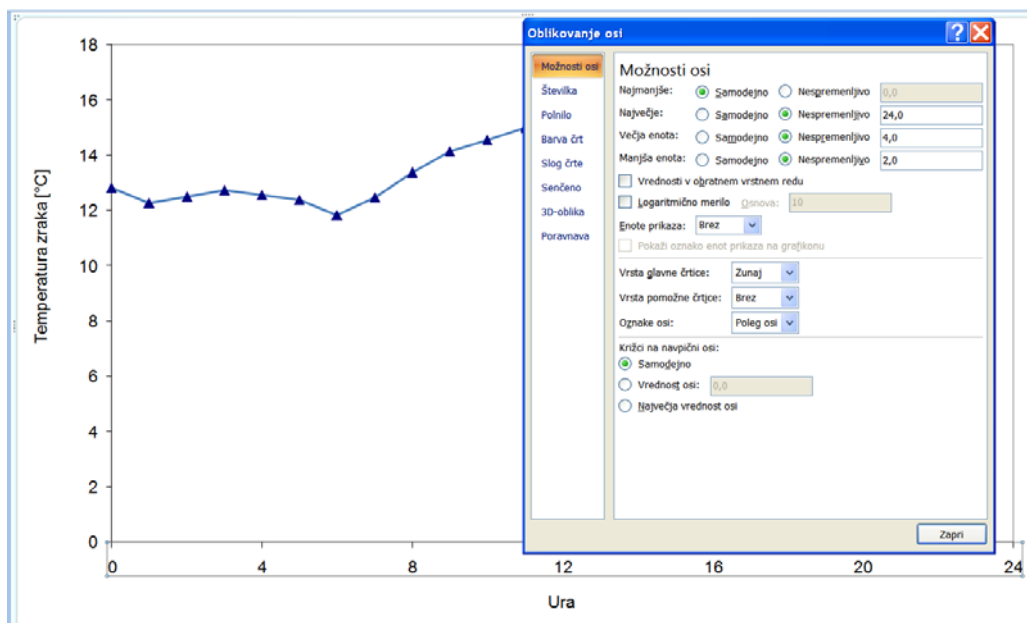 Oblikovanje osi
Možnosti osi
Številka
Polnilo
Barva črt
Slog črte
Senčeno
3D-oblika
Poravnava
Možnosti osi
Najmanjše: Samodejno Nespremenljivo 0,0
Največje: Samodejno Nespremenljivo 24,0
Večja enota: Samodejno Nespremenljivo 4,0
Manjša enota: Samodejno Nespremenljivo 2,0
Vrednosti v obratnem vrstnem redu
Logaritmično merilo Osnova: 10
Enote prikaza: Brez
Pokaži oznako enot prikaza na grafikonu
Vrsta glavne črtice: Zunaj
Vrsta pomožne črtice: Brez
Oznake osi: Poleg osi
Križci na navpični osi:
Samodejno
Vrednost osi: 0,0
Največja vrednost osi
Zapri
Temperatura zraka [°C]
18
16
14
12
10
8
6
4
2
0
0 4 8 12 16 20 24
Ura